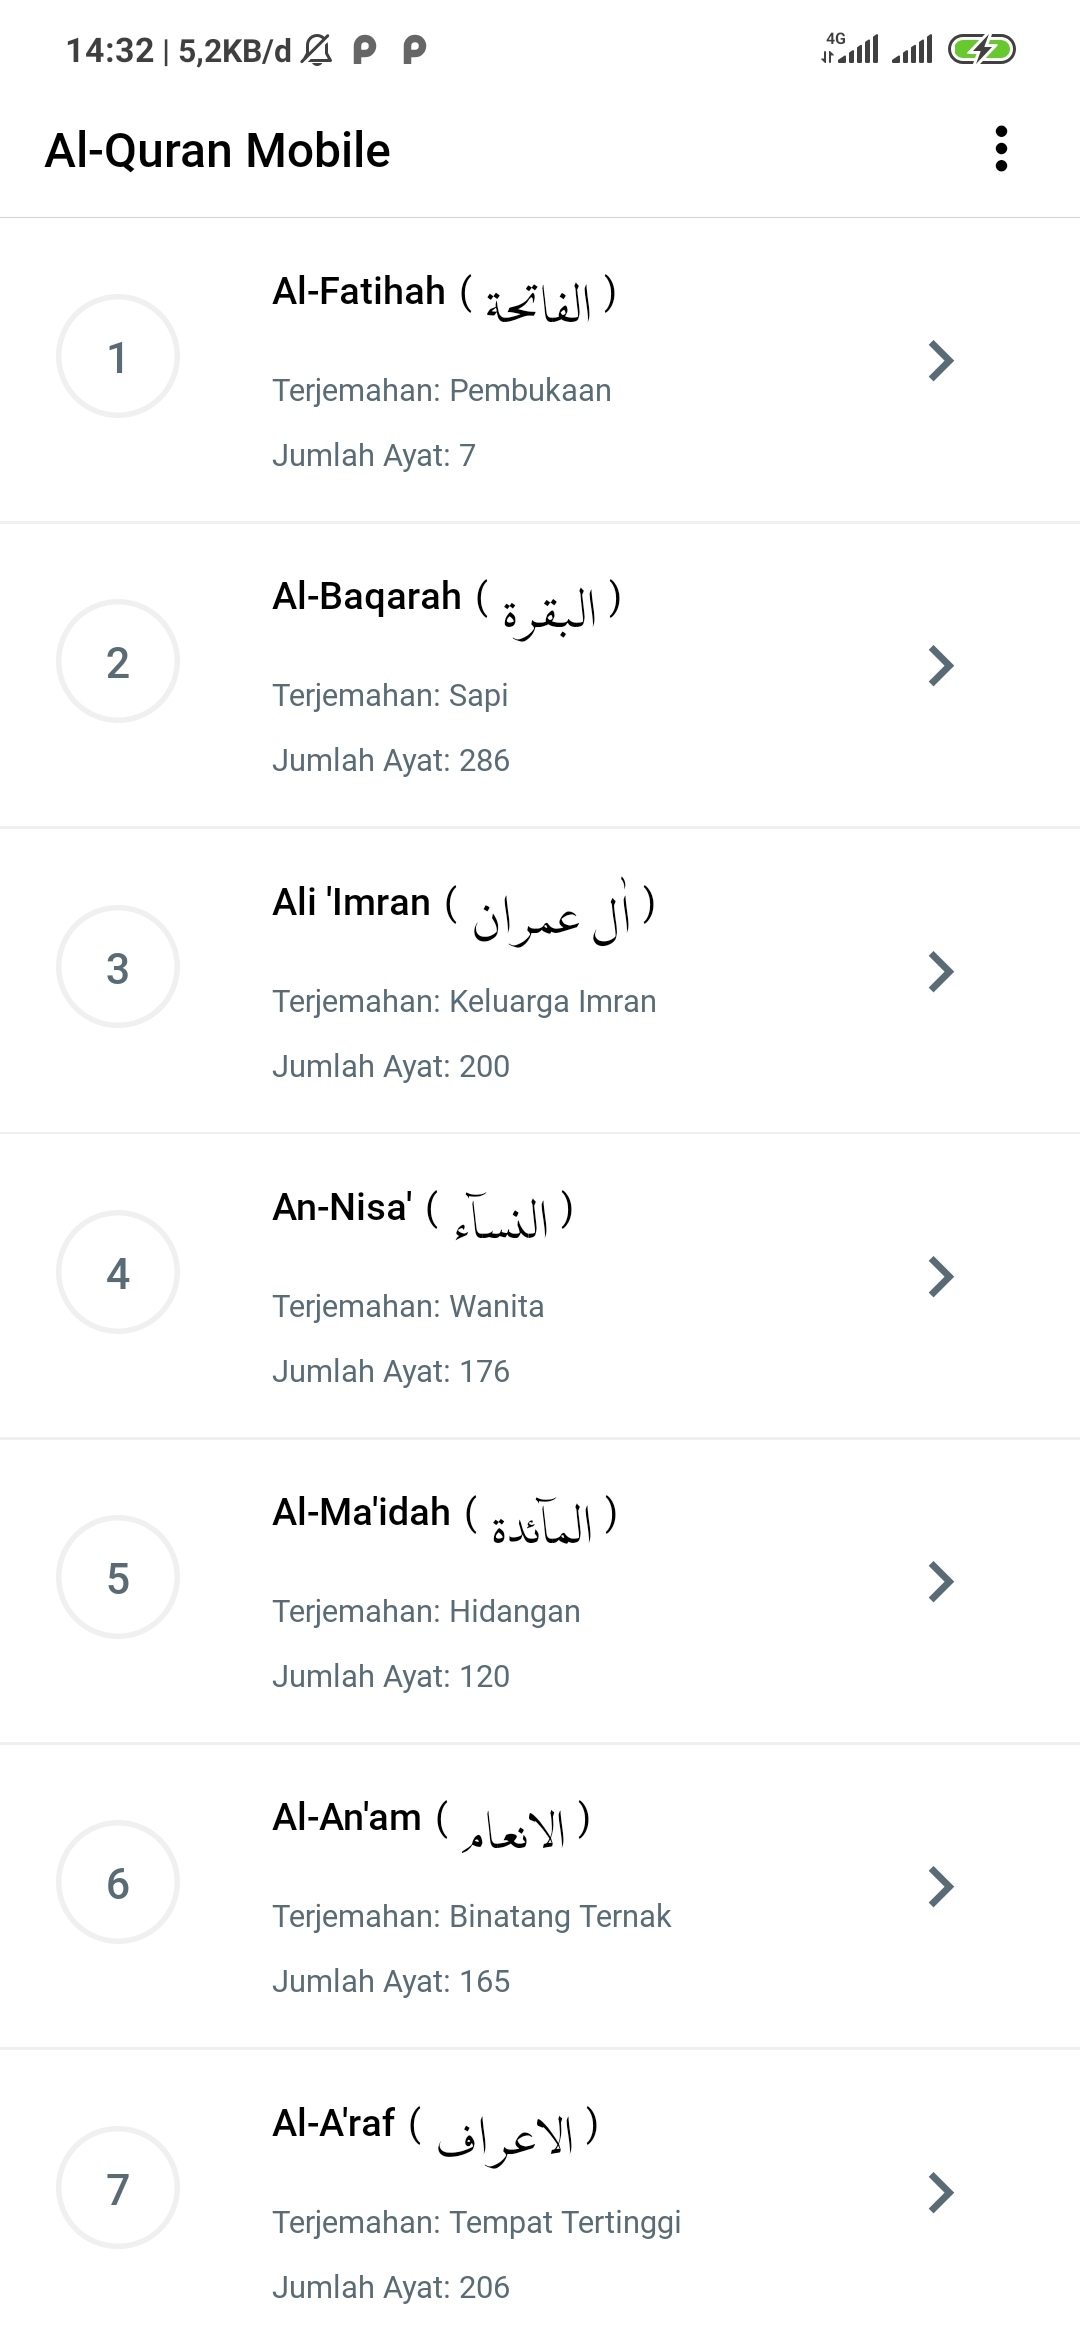 14:32 | 5,2KB/d 4G
Al-Quran Mobile
Al-Fatihah ( الفاتحة )
1
Terjemahan: Pembukaan
Jumlah Ayat: 7
Al-Baqarah ( البقرة )
2
Terjemahan: Sapi
Jumlah Ayat: 286
Ali 'Imran ( اٰل عمران )
3
Terjemahan: Keluarga Imran
Jumlah Ayat: 200
An-Nisa' ( النساۤء )
4
Terjemahan: Wanita
Jumlah Ayat: 176
Al-Ma'idah ( الماۤئدة )
5
Terjemahan: Hidangan
Jumlah Ayat: 120
Al-An'am ( الانعام )
6
Terjemahan: Binatang Ternak
Jumlah Ayat: 165
Al-A'raf ( الاعراف )
7
Terjemahan: Tempat Tertinggi
Jumlah Ayat: 206